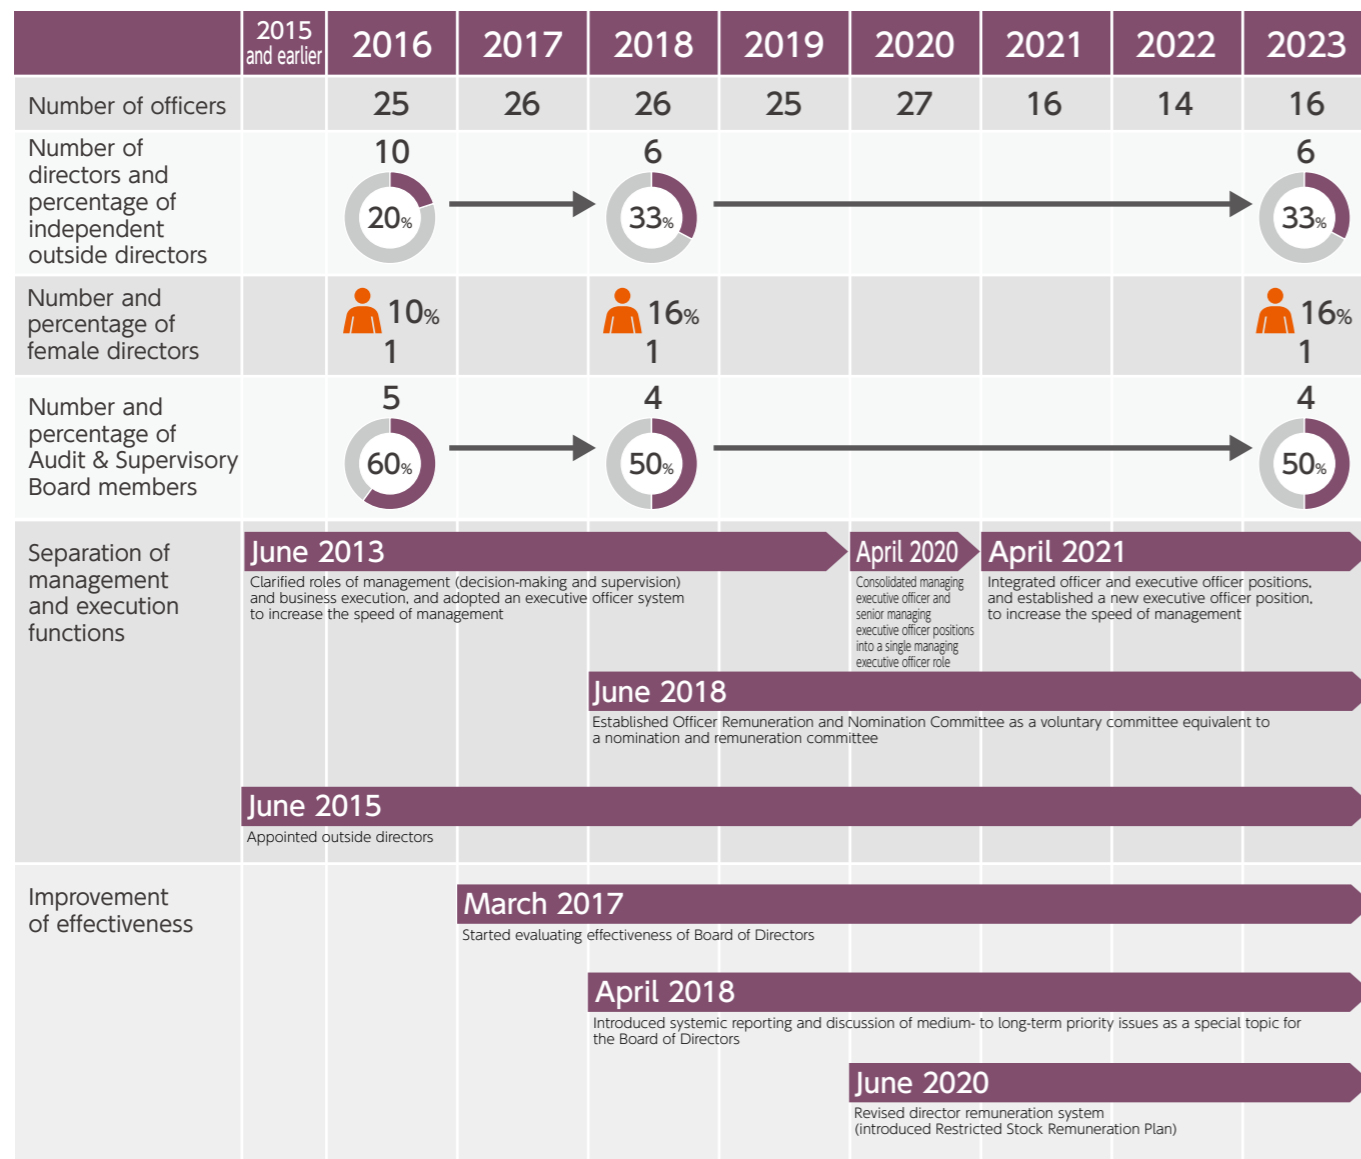 2015
and earlier
2016
2017
2018
2019
2020
2021
2022
2023
Number of officers
25
26
26
25
27
16
14
16
Number of
directors and
percentage of
independent
outside directors
10
20%
6
33%
6
33%
Number and
percentage of
female directors
10%
1
16%
1
16%
1
Number and
percentage of
Audit & Supervisory
Board members
5
60%
4
50%
4
50%
Separation of
management
and execution
functions
June 2013
Clarified roles of management (decision-making and supervision)
and business execution, and adopted an executive officer system
to increase the speed of management
April 2020
Consolidated managing
executive officer and
senior managing
executive officer positions
into a single managing
executive officer role
April 2021
Integrated officer and executive officer positions,
and established a new executive officer position,
to increase the speed of management
June 2018
Established Officer Remuneration and Nomination Committee as a voluntary committee equivalent to
a nomination and remuneration committee
June 2015
Appointed outside directors
Improvement
of effectiveness
March 2017
Started evaluating effectiveness of Board of Directors
April 2018
Introduced systemic reporting and discussion of medium- to long-term priority issues as a special topic for
the Board of Directors
June 2020
Revised director remuneration system
(introduced Restricted Stock Remuneration Plan)